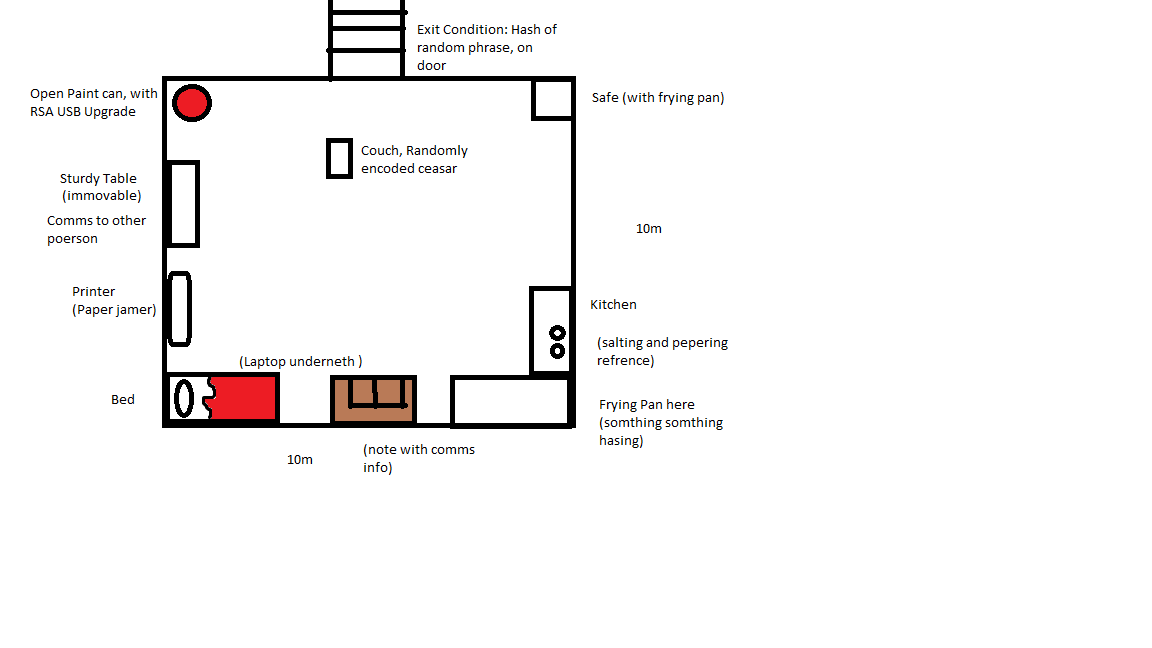 Exit Condition: Hash of
random phrase, on
door
Open Paint can, with
RSA USB Upgrade
Safe (with frying pan)
Couch, Randomly
encoded ceasar
Sturdy Table
(immovable)
Comms to other
poerson
10m
Printer
(Paper jamer)
Kitchen
(salting and pepering
refrence)
(Laptop underneth )
Bed
Frying Pan here
(somthing somthing
hasing)
10m
(note with comms
info)